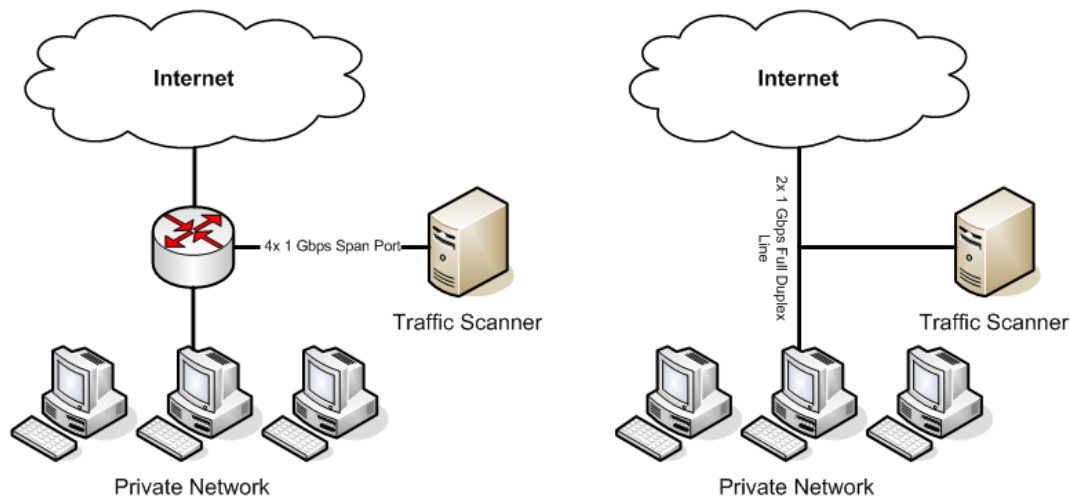 Internet
4x 1 Gbps Span Port
Traffic Scanner
Private Network
Internet
2x 1 Gbps Full Duplex
Line
Traffic Scanner
Private Network